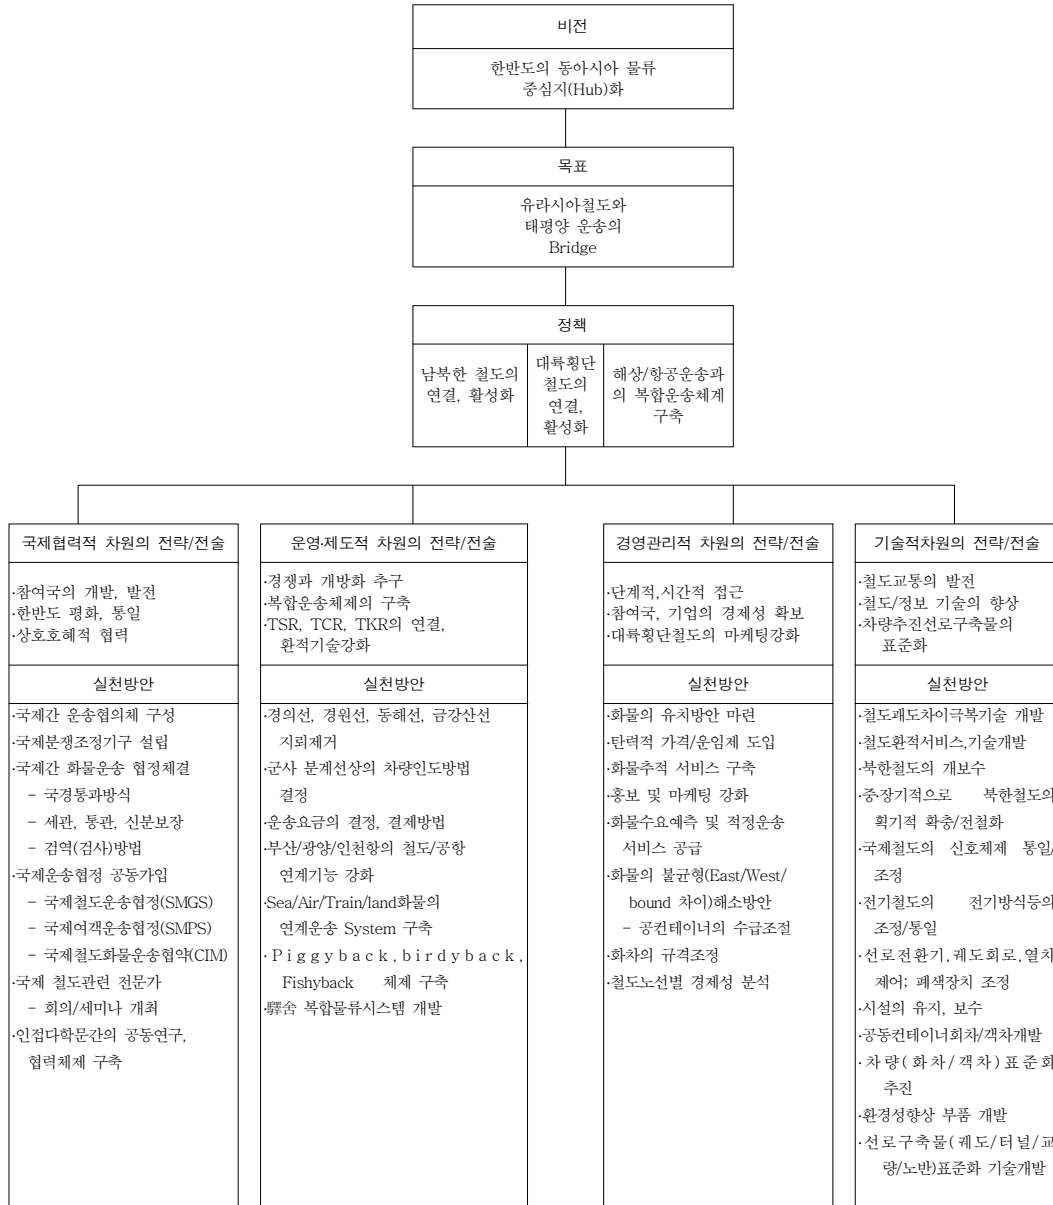 비전
한반도의 동아시아 물류
중심지(Hub)화
목표
유라시아철도와
태평양 운송의
Bridge
정책
남북한 철도의
연결, 활성화
대륙횡단
철도의
연결,
활성화
해상/항공운송과
의 복합운송체계
구축
국제협력적 차원의 전략/전술
·참여국의 개발, 발전
·한반도 평화, 통일
·상호호혜적 협력
실천방안
·국제간 운송협의체 구성
·국제분쟁조정기구 설립
·국제간 화물운송 협정체결
- 국경통과방식
- 세관, 통관, 신분보장
- 검역(검사)방법
·국제운송협정 공동가입
- 국제철도운송협정(SMGS)
- 국제여객운송협정(SMPS)
- 국제철도화물운송협약(CIM)
·국제 철도관련 전문가
- 회의/세미나 개최
·인접다학문간의 공동연구,
협력체제 구축
운영·제도적 차원의 전략/전술
·경쟁과 개방화 추구
·복합운송체제의 구축
·TSR, TCR, TKR의 연결,
환적기술강화
실천방안
·경의선, 경원선, 동해선, 금강산선
지뢰제거
·군사 분계선상의 차량인도방법
결정
·운송요금의 결정, 결제방법
·부산/광양/인천항의 철도/공항
연계기능 강화
·Sea/Air/Train/land화물의
연계운송 System 구축
·Piggyback,birdyback,
Fishyback 체제 구축
·驛舍 복합물류시스템 개발
경영관리적 차원의 전략/전술
·단계적,시간적 접근
·참여국, 기업의 경제성 확보
·대륙횡단철도의 마케팅강화
실천방안
·화물의 유치방안 마련
·탄력적 가격/운임제 도입
·화물추적 서비스 구축
·홍보 및 마케팅 강화
·화물수요예측 및 적정운송
서비스 공급
·화물의 불균형(East/West/
bound 차이)해소방안
- 공컨테이너의 수급조절
·화차의 규격조정
·철도노선별 경제성 분석
기술적차원의 전략/전술
·철도교통의 발전
·철도/정보 기술의 향상
·차량추진선로구축물의
표준화
실천방안
·철도괘도차이극복기술 개발
·철도환적서비스,기술개발
·북한철도의 개보수
·중·장기적으로 북한철도의
획기적 확충/전철화
·국제철도의 신호체제 통일/
조정
·전기철도의 전기방식등의
조정/통일
·선로전환기,궤도회로,열차
제어; 폐색장치 조정
·시설의 유지, 보수
·공동컨테이너회차/객차개발
·차량(화차/객차)표준화
추진
·환경성향상 부품 개발
·선로구축물(궤도/터널/교
량/노반)표준화 기술개발